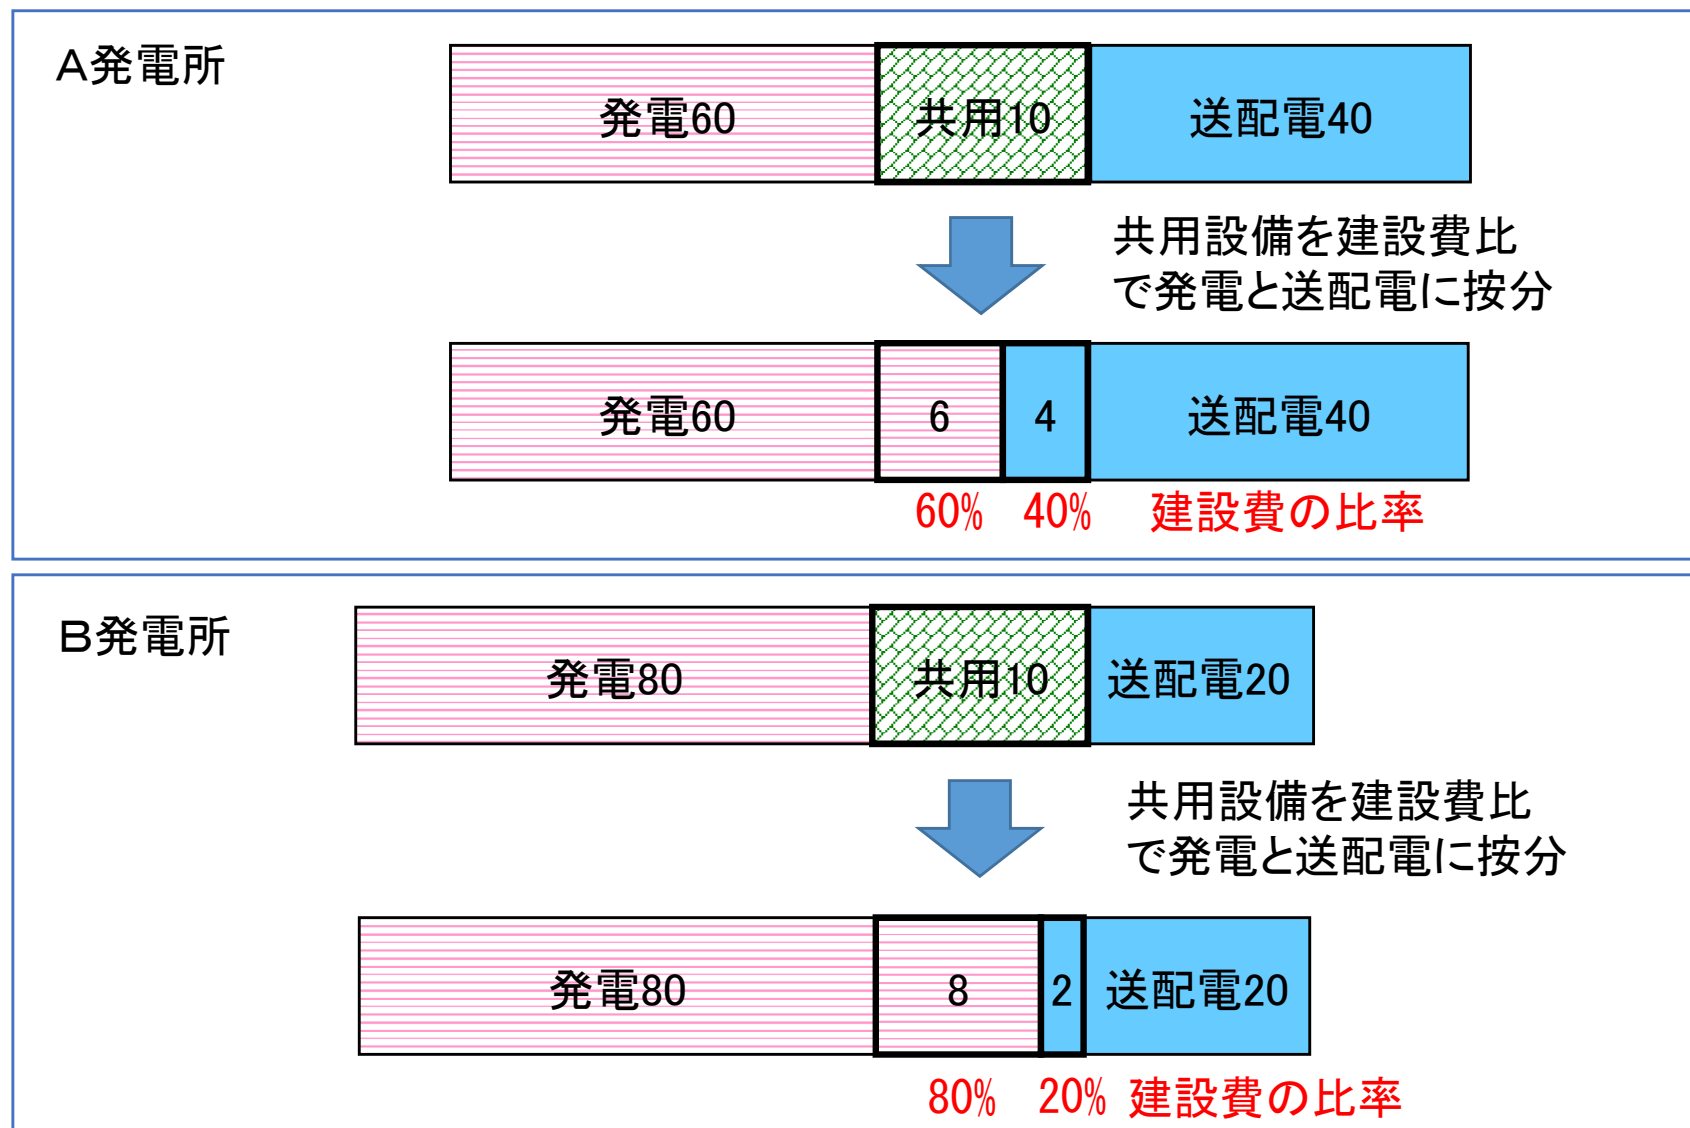 A発電所
発電60
共用10
送配電40
共用設備を建設費比
で発電と送配電に按分
発電60
6
4
送配電40
60%
40%
建設費の比率
B発電所
発電80
共用10
送配電20
共用設備を建設費比
で発電と送配電に按分
発電80
8
2
送配電20
80%
20%
建設費の比率